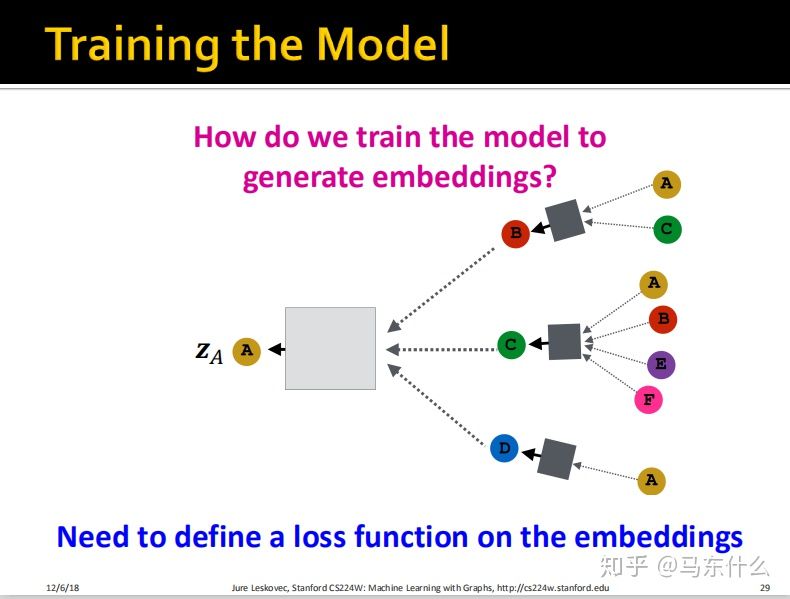 Training the Model
How do we train the model to
generate embeddings?
A
B
C
A
B
z_A A
C
E
F
D
A
Need to define a loss function on the embeddings
知乎 @马东什么
12/6/18
Jure Leskovec, Stanford CS224W: Machine Learning with Graphs, http://cs224w.stanford.edu
29